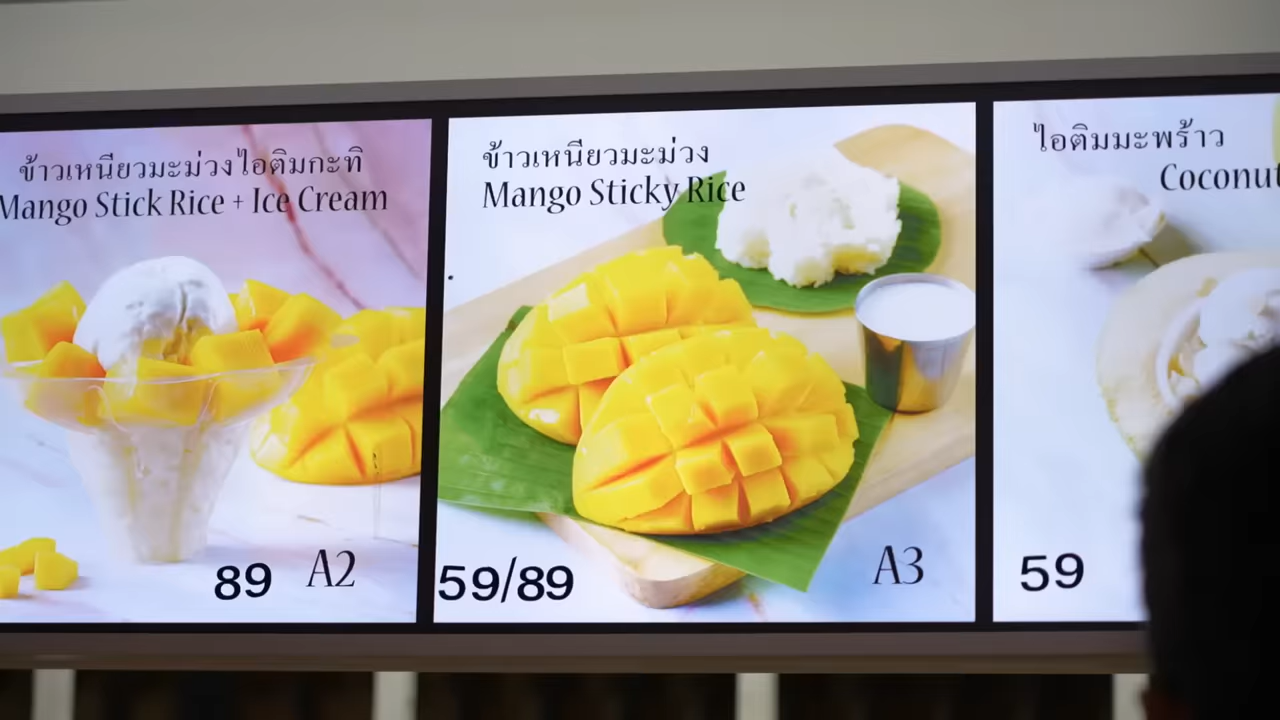 ข้าวเหนียวมะม่วงไอติมกะทิ
Mango Stick Rice + Ice Cream
89 A2
ข้าวเหนียวมะม่วง
Mango Sticky Rice
59/89 A3
ไอติมมะพร้าว
Coconut
59